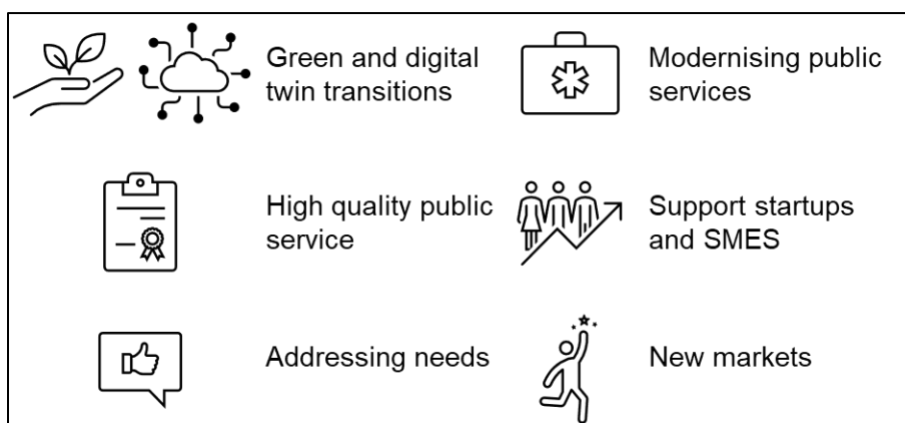 Green and digital
twin transitions
Modernising public
services
High quality public
service
Support startups
and SMES
Addressing needs
New markets